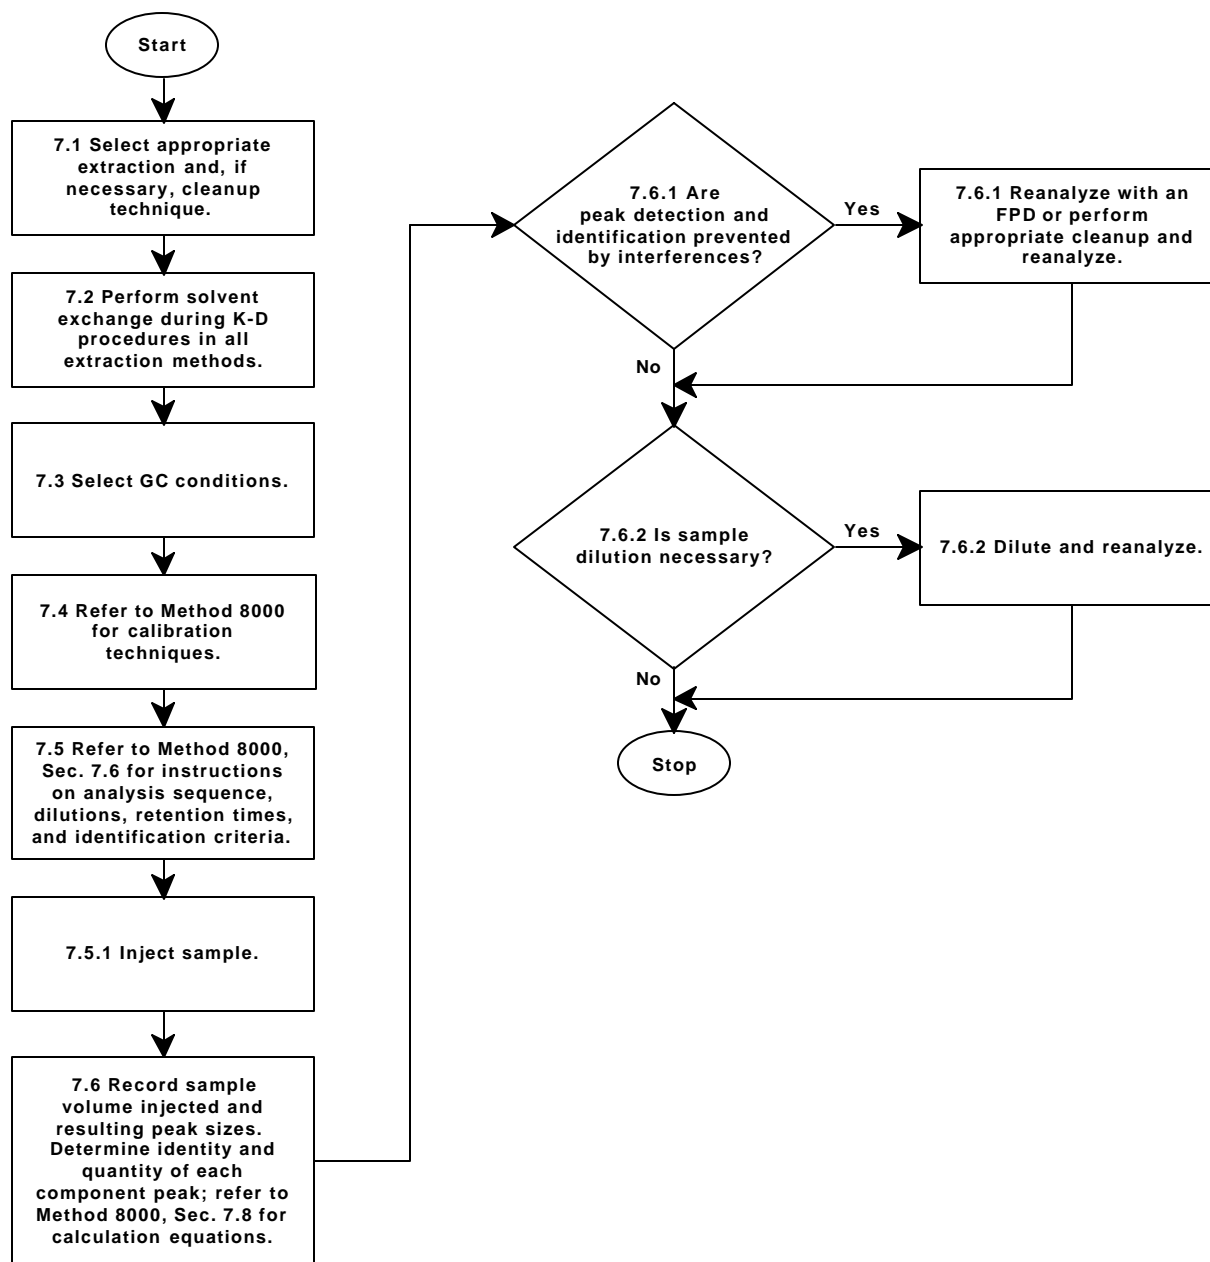 Start
7.1 Select appropriate
extraction and, if
necessary, cleanup
technique.
7.2 Perform solvent
exchange during K-D
procedures in all
extraction methods.
7.3 Select GC conditions.
7.4 Refer to Method 8000
for calibration
techniques.
7.5 Refer to Method 8000,
Sec. 7.6 for instructions
on analysis sequence,
dilutions, retention times,
and identification criteria.
7.5.1 Inject sample.
7.6 Record sample
volume injected and
resulting peak sizes.
Determine identity and
quantity of each
component peak; refer to
Method 8000, Sec. 7.8 for
calculation equations.
7.6.1 Are
peak detection and
identification prevented
by interferences?
Yes
7.6.1 Reanalyze with an
FPD or perform
appropriate cleanup and
reanalyze.
No
7.6.2 Is sample
dilution necessary?
Yes
7.6.2 Dilute and reanalyze.
No
Stop